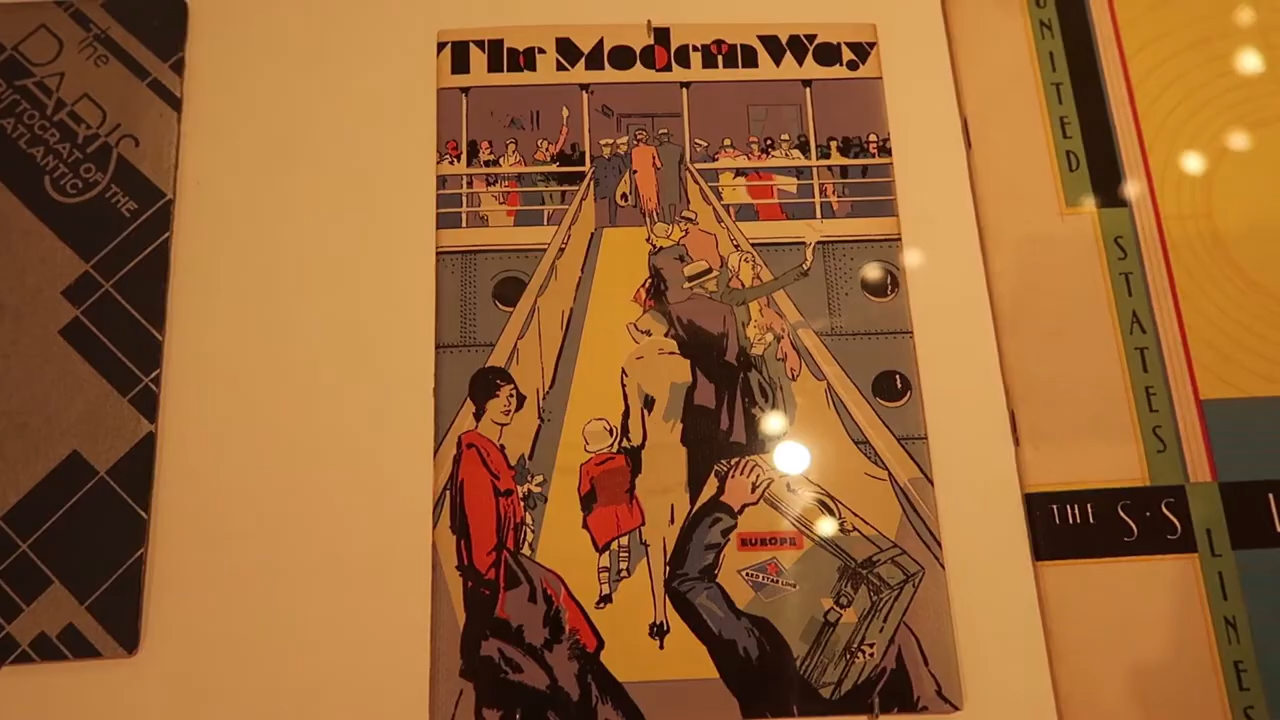 the
PARIS
ARISTOCRAT OF THE
ATLANTIC
The Modern Way
EUROPE
RED STAR LINE
UNITED
STATES
LINES
THE S·S